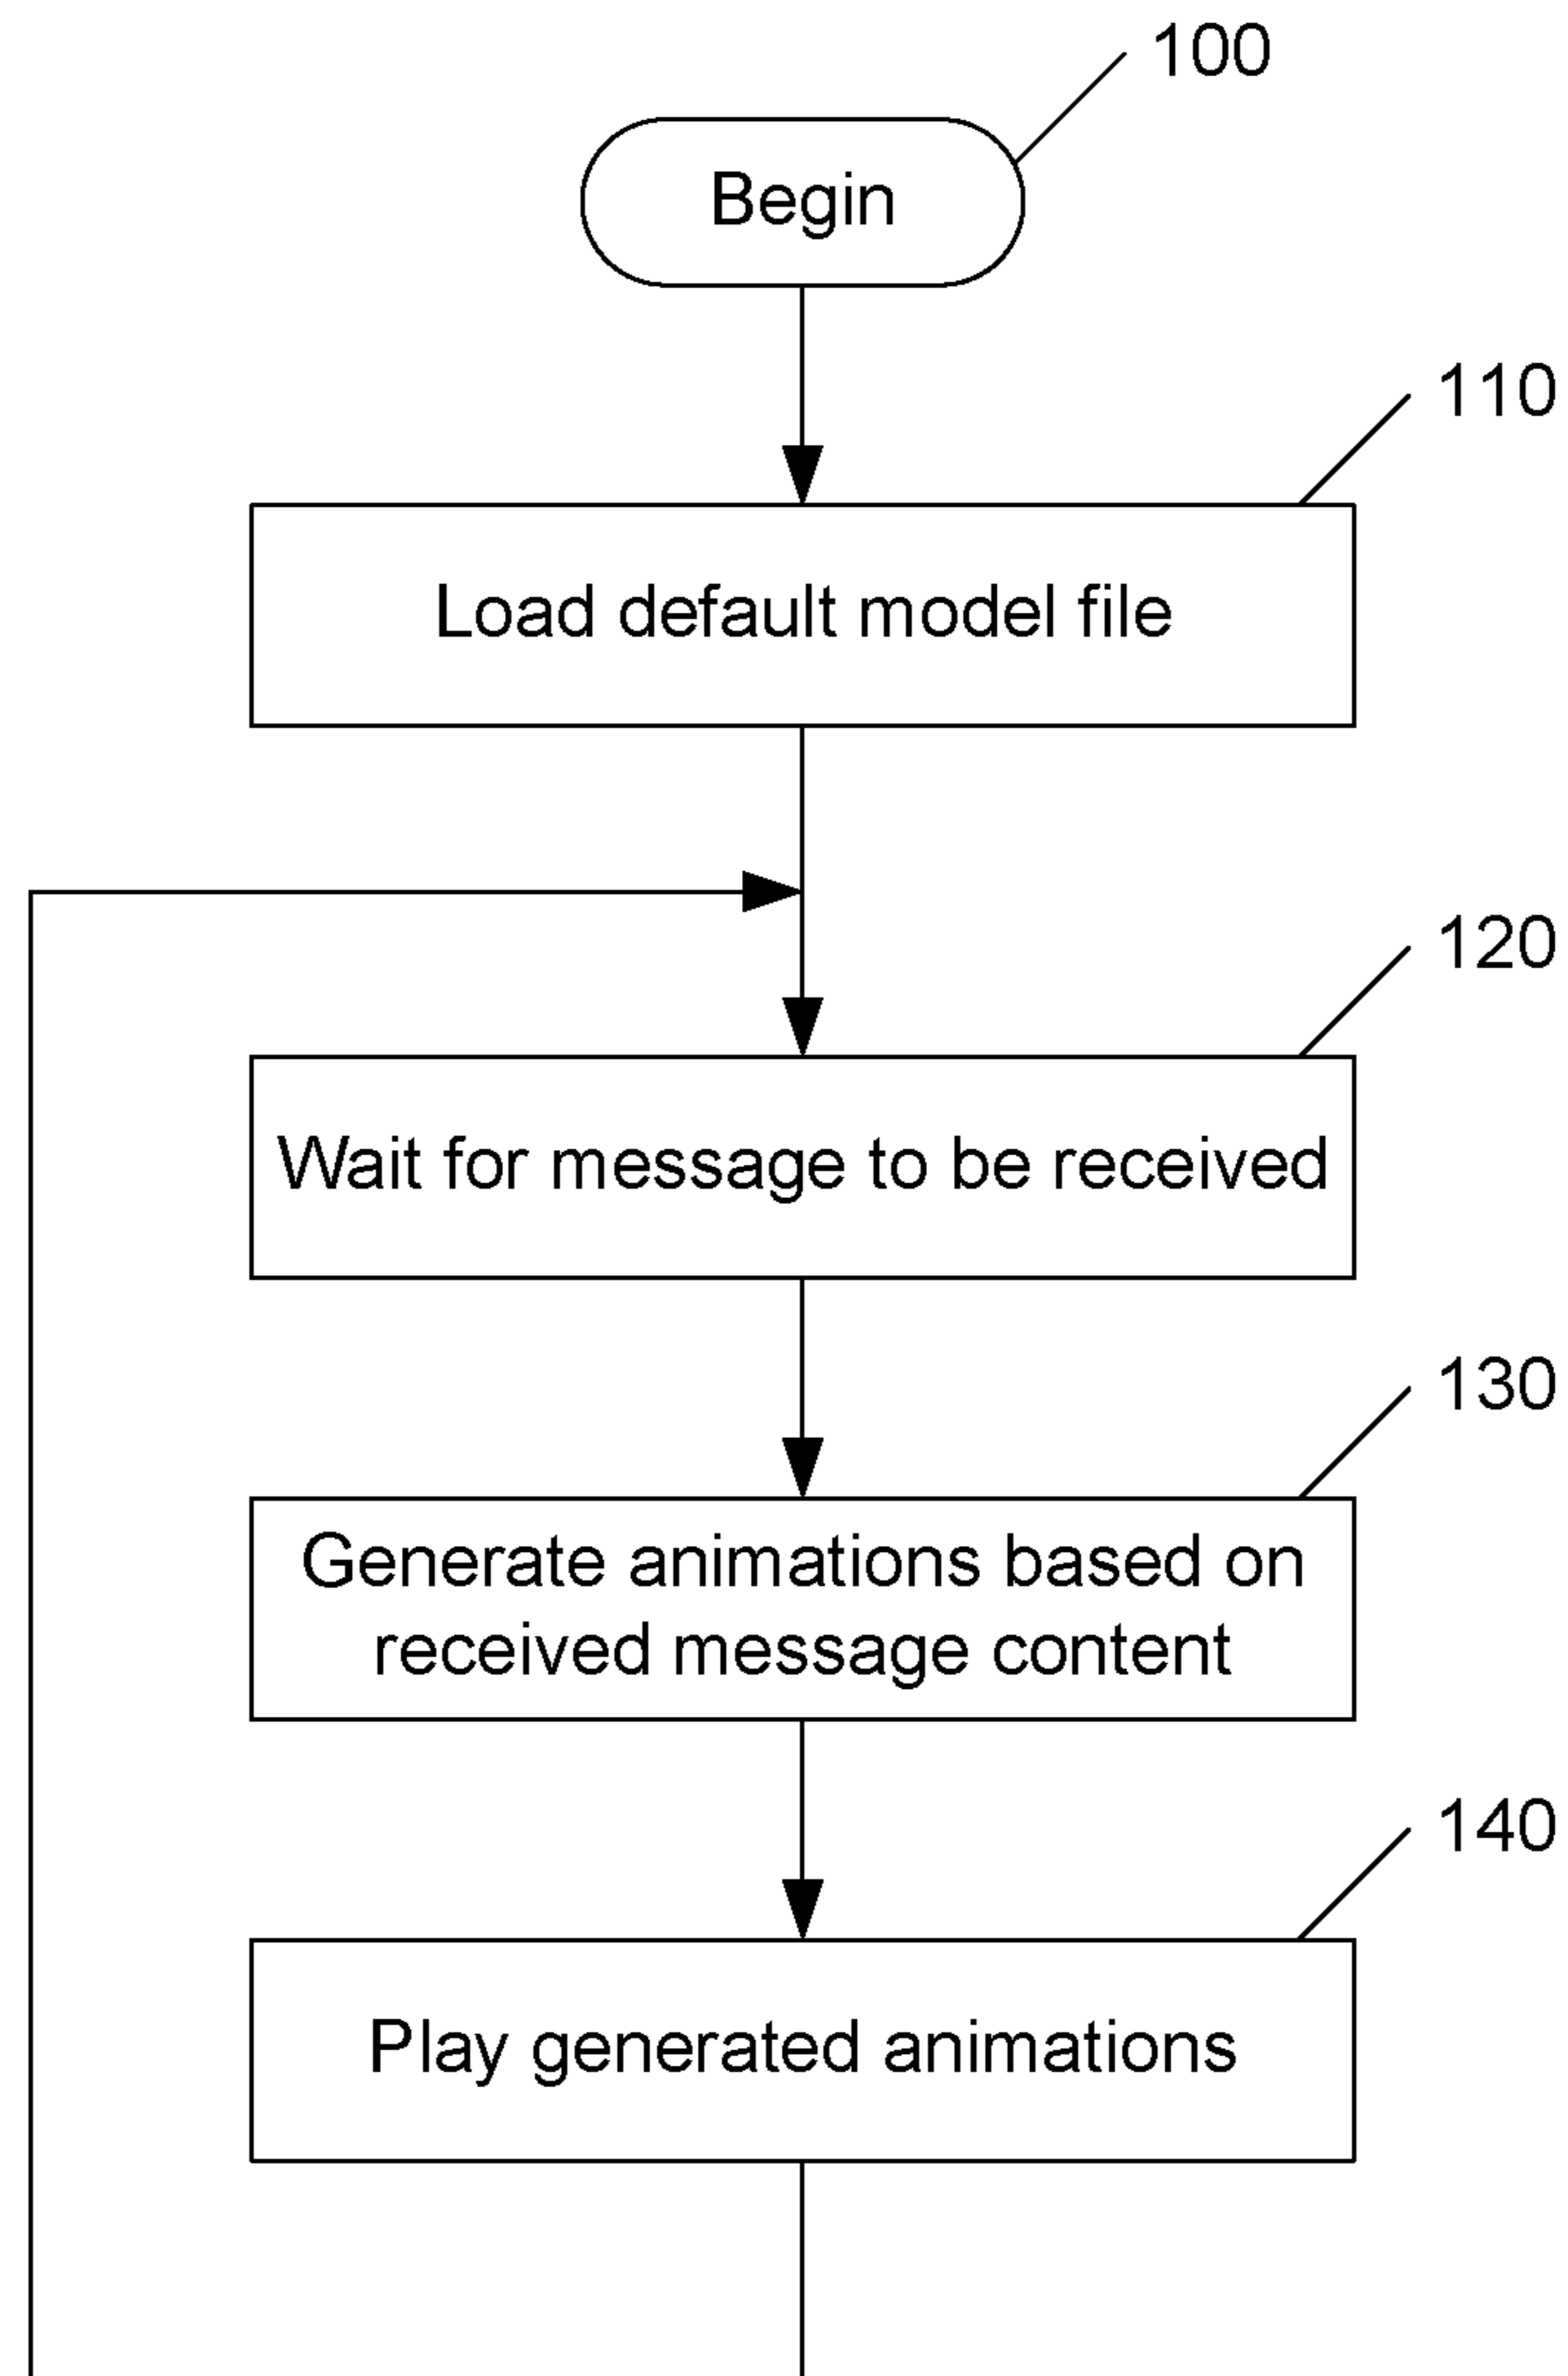 100
Begin
110
Load default model file
120
Wait for message to be received
130
Generate animations based on
received message content
140
Play generated animations